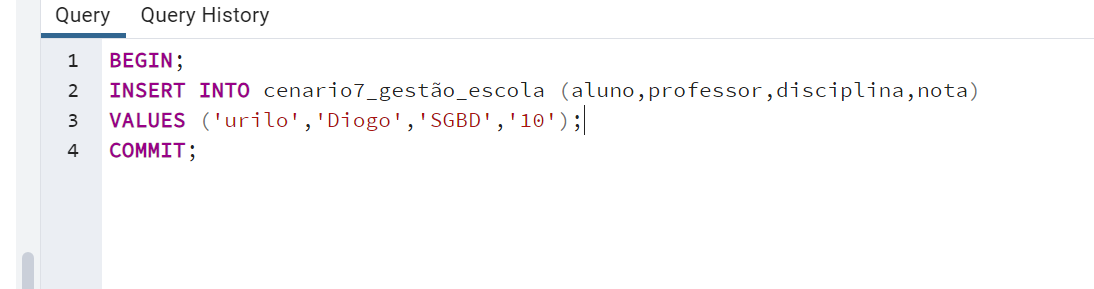 Query Query History
1 BEGIN;
2 INSERT INTO cenario7_gestão_escola (aluno,professor,disciplina,nota)
3 VALUES ('urilo','Diogo','SGBD','10');
4 COMMIT;